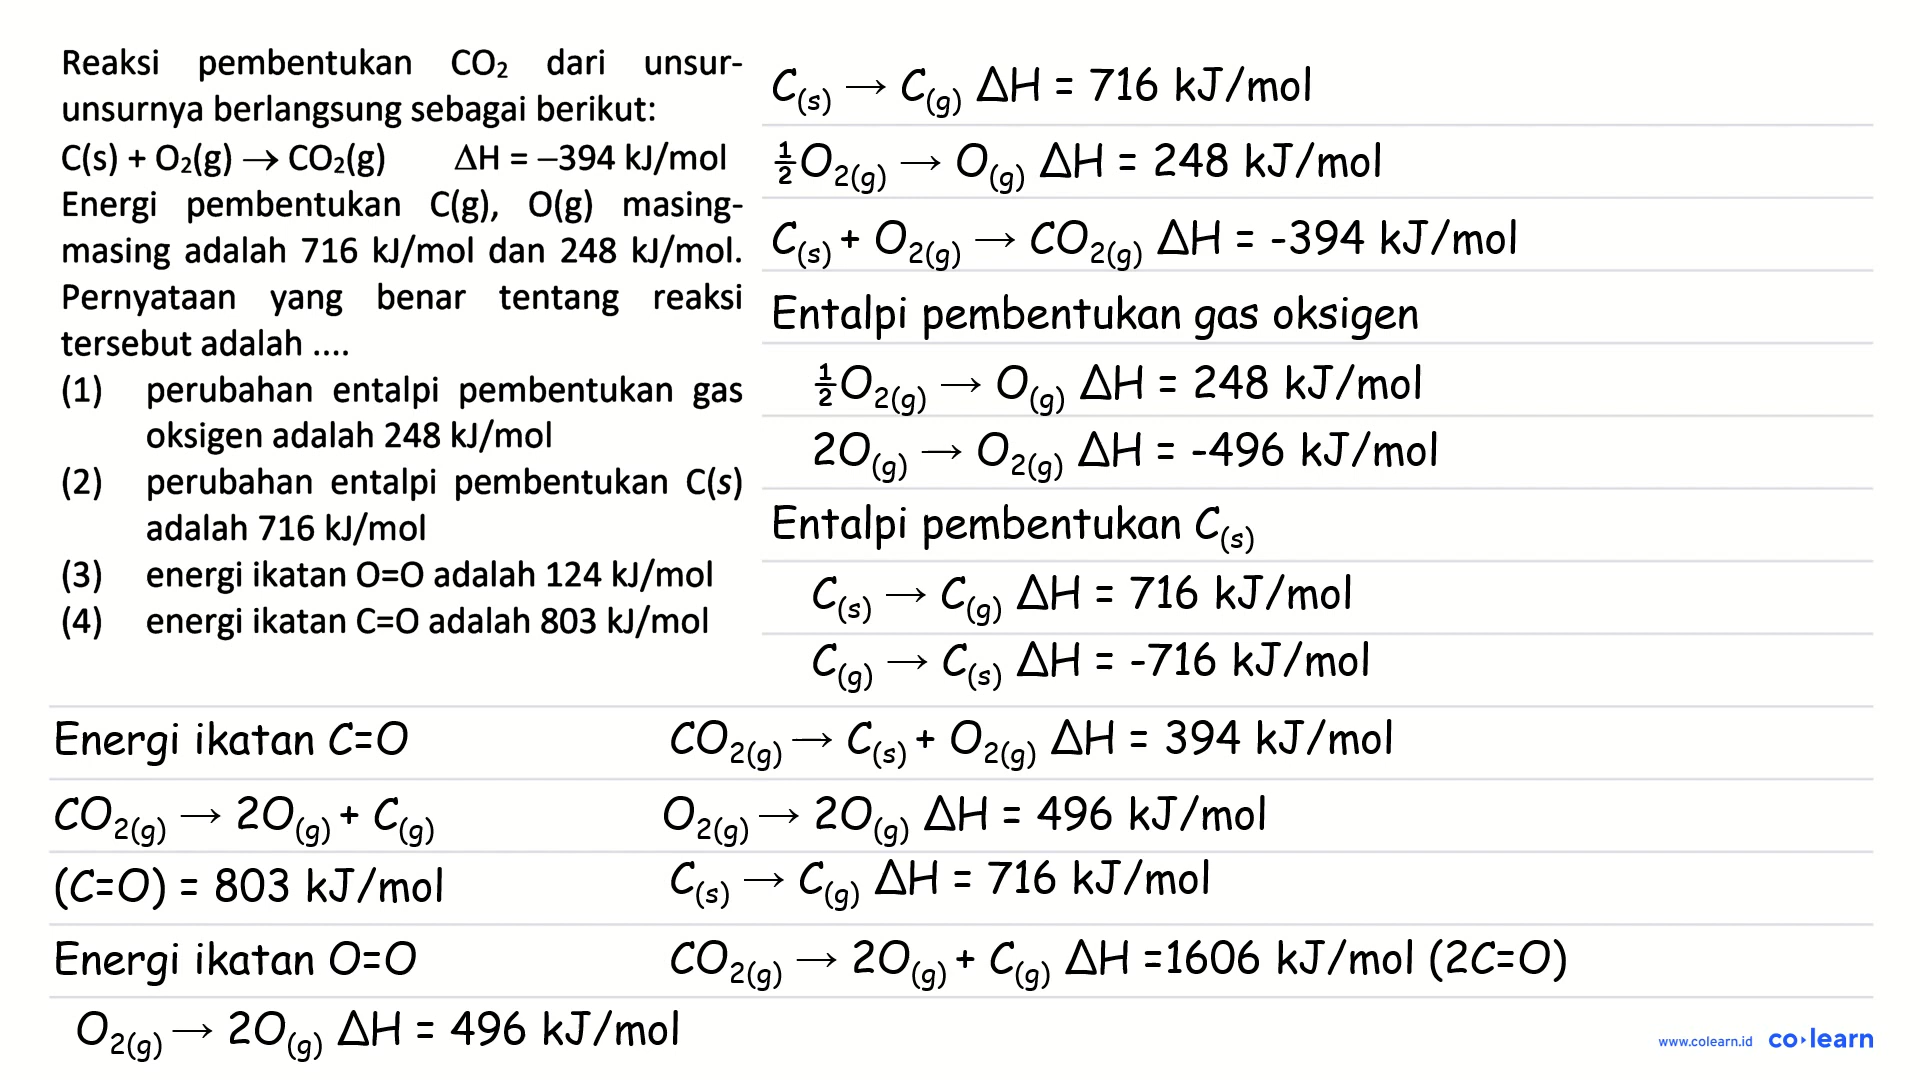 Reaksi pembentukan CO₂ dari unsur-
unsurnya berlangsung sebagai berikut:
C(s) + O₂(g) → CO₂(g) ΔH = –394 kJ/mol
Energi pembentukan C(g), O(g) masing-
masing adalah 716 kJ/mol dan 248 kJ/mol.
Pernyataan yang benar tentang reaksi
tersebut adalah ....
(1) perubahan entalpi pembentukan gas
oksigen adalah 248 kJ/mol
(2) perubahan entalpi pembentukan C(s)
adalah 716 kJ/mol
(3) energi ikatan O=O adalah 124 kJ/mol
(4) energi ikatan C=O adalah 803 kJ/mol
C(s) → C(g) ΔH = 716 kJ/mol
½O₂(g) → O(g) ΔH = 248 kJ/mol
C(s) + O₂(g) → CO₂(g) ΔH = -394 kJ/mol
Entalpi pembentukan gas oksigen
½O₂(g) → O(g) ΔH = 248 kJ/mol
2O(g) → O₂(g) ΔH = -496 kJ/mol
Entalpi pembentukan C(s)
C(s) → C(g) ΔH = 716 kJ/mol
C(g) → C(s) ΔH = -716 kJ/mol
Energi ikatan C=O
CO₂(g) → 2O(g) + C(g)
(C=O) = 803 kJ/mol
Energi ikatan O=O
O₂(g) → 2O(g) ΔH = 496 kJ/mol
CO₂(g) → C(s) + O₂(g) ΔH = 394 kJ/mol
O₂(g) → 2O(g) ΔH = 496 kJ/mol
C(s) → C(g) ΔH = 716 kJ/mol
CO₂(g) → 2O(g) + C(g) ΔH =1606 kJ/mol (2C=O)
www.colearn.id co·learn